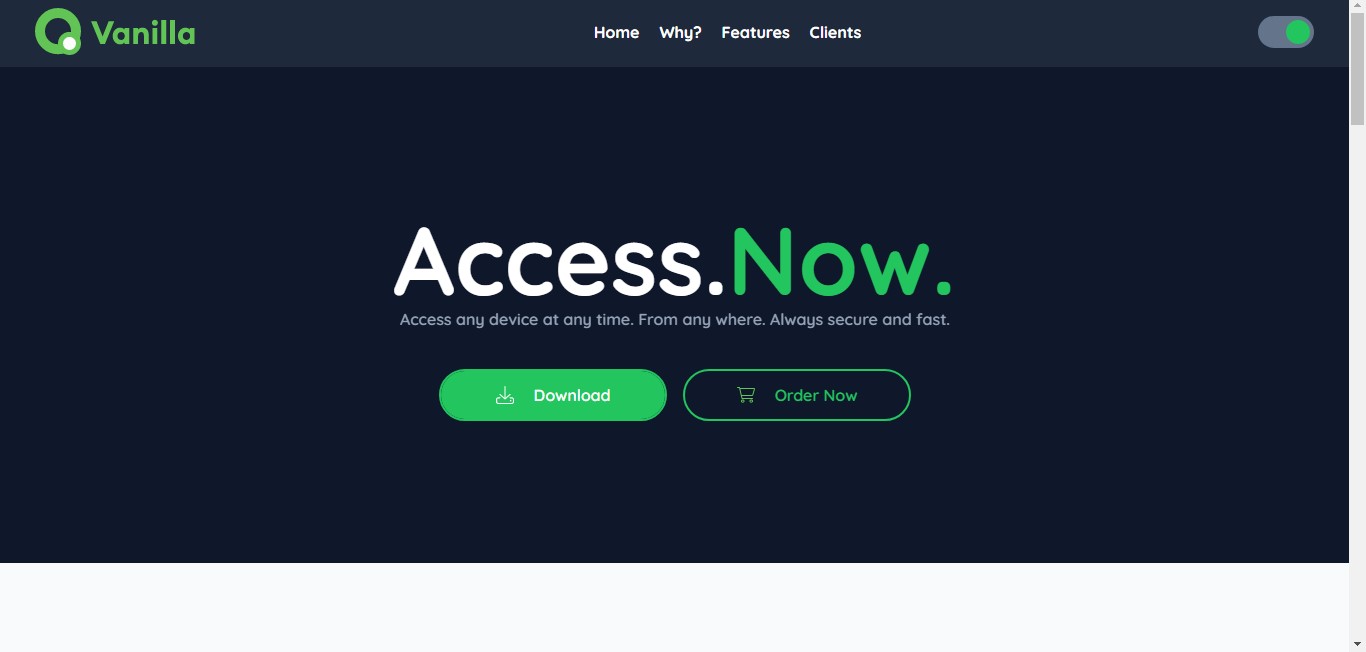 Vanilla
Home Why? Features Clients
Access.Now.
Access any device at any time. From any where. Always secure and fast.
Download Order Now